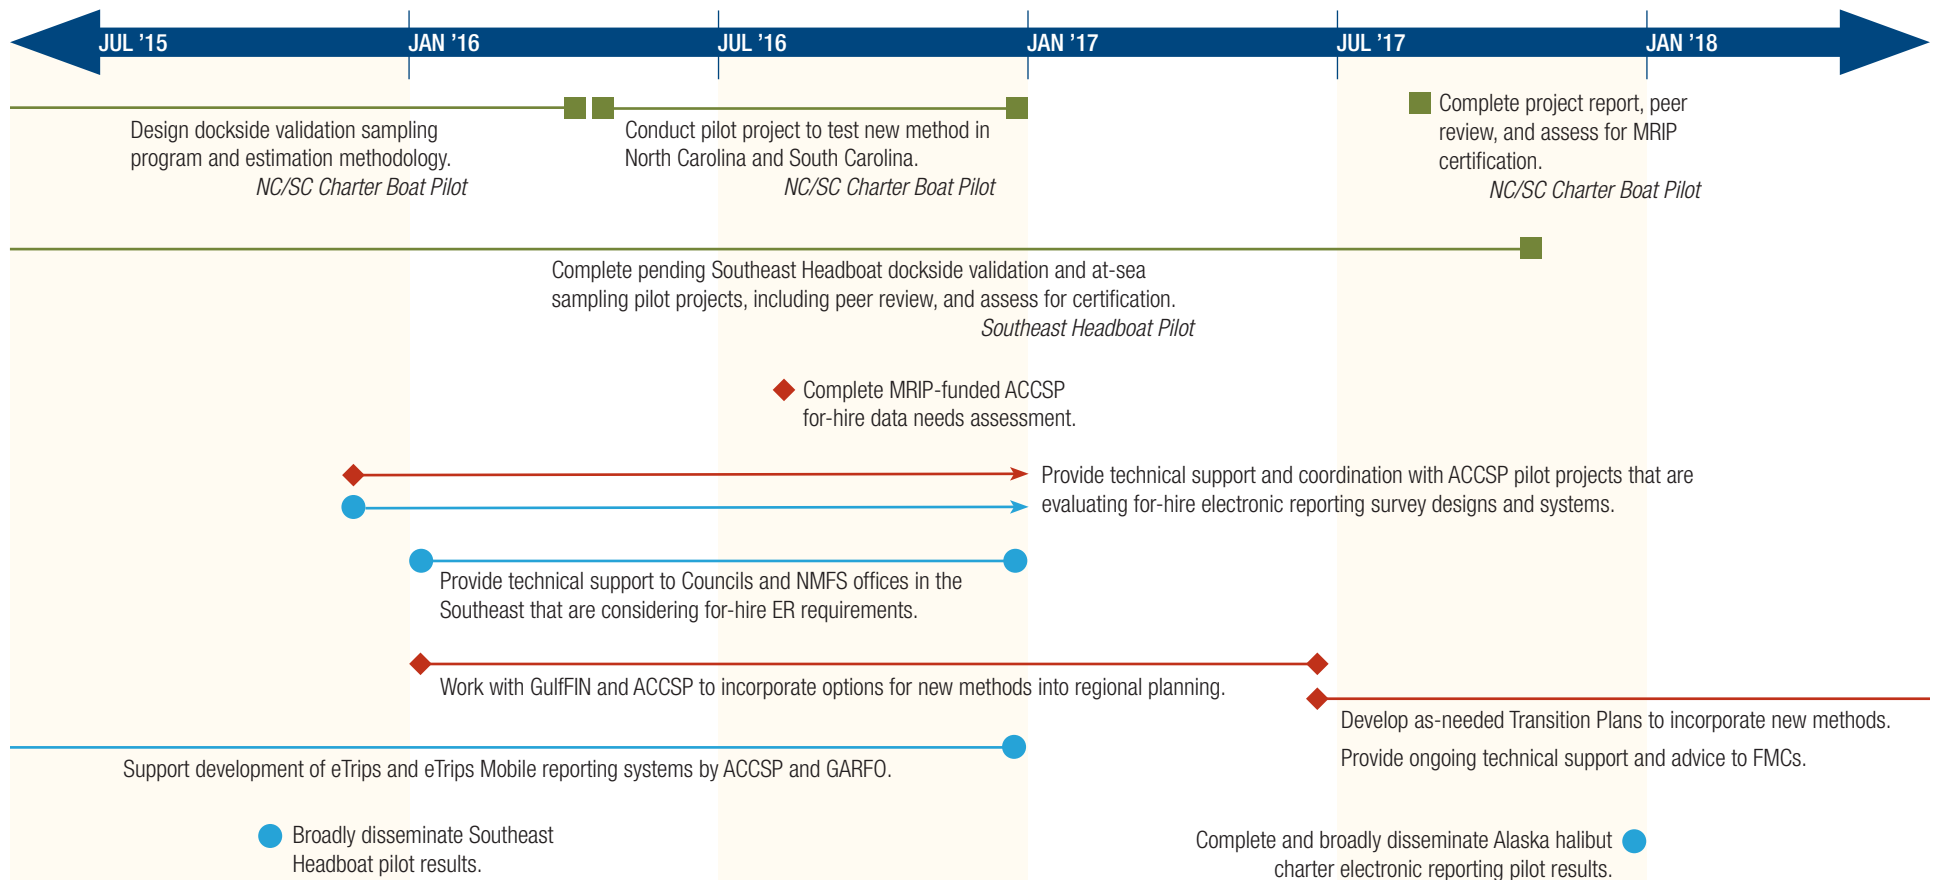 JUL ’15
JAN ’16
JUL ’16
JAN ’17
JUL ’17
JAN ’18
Design dockside validation sampling
program and estimation methodology.
NC/SC Charter Boat Pilot
Conduct pilot project to test new method in
North Carolina and South Carolina.
NC/SC Charter Boat Pilot
Complete project report, peer
review, and assess for MRIP
certification.
NC/SC Charter Boat Pilot
Complete pending Southeast Headboat dockside validation and at-sea
sampling pilot projects, including peer review, and assess for certification.
Southeast Headboat Pilot
Complete MRIP-funded ACCSP
for-hire data needs assessment.
Provide technical support and coordination with ACCSP pilot projects that are
evaluating for-hire electronic reporting survey designs and systems.
Provide technical support to Councils and NMFS offices in the
Southeast that are considering for-hire ER requirements.
Work with GulfFIN and ACCSP to incorporate options for new methods into regional planning.
Develop as-needed Transition Plans to incorporate new methods.
Provide ongoing technical support and advice to FMCs.
Support development of eTrips and eTrips Mobile reporting systems by ACCSP and GARFO.
Broadly disseminate Southeast
Headboat pilot results.
Complete and broadly disseminate Alaska halibut
charter electronic reporting pilot results.